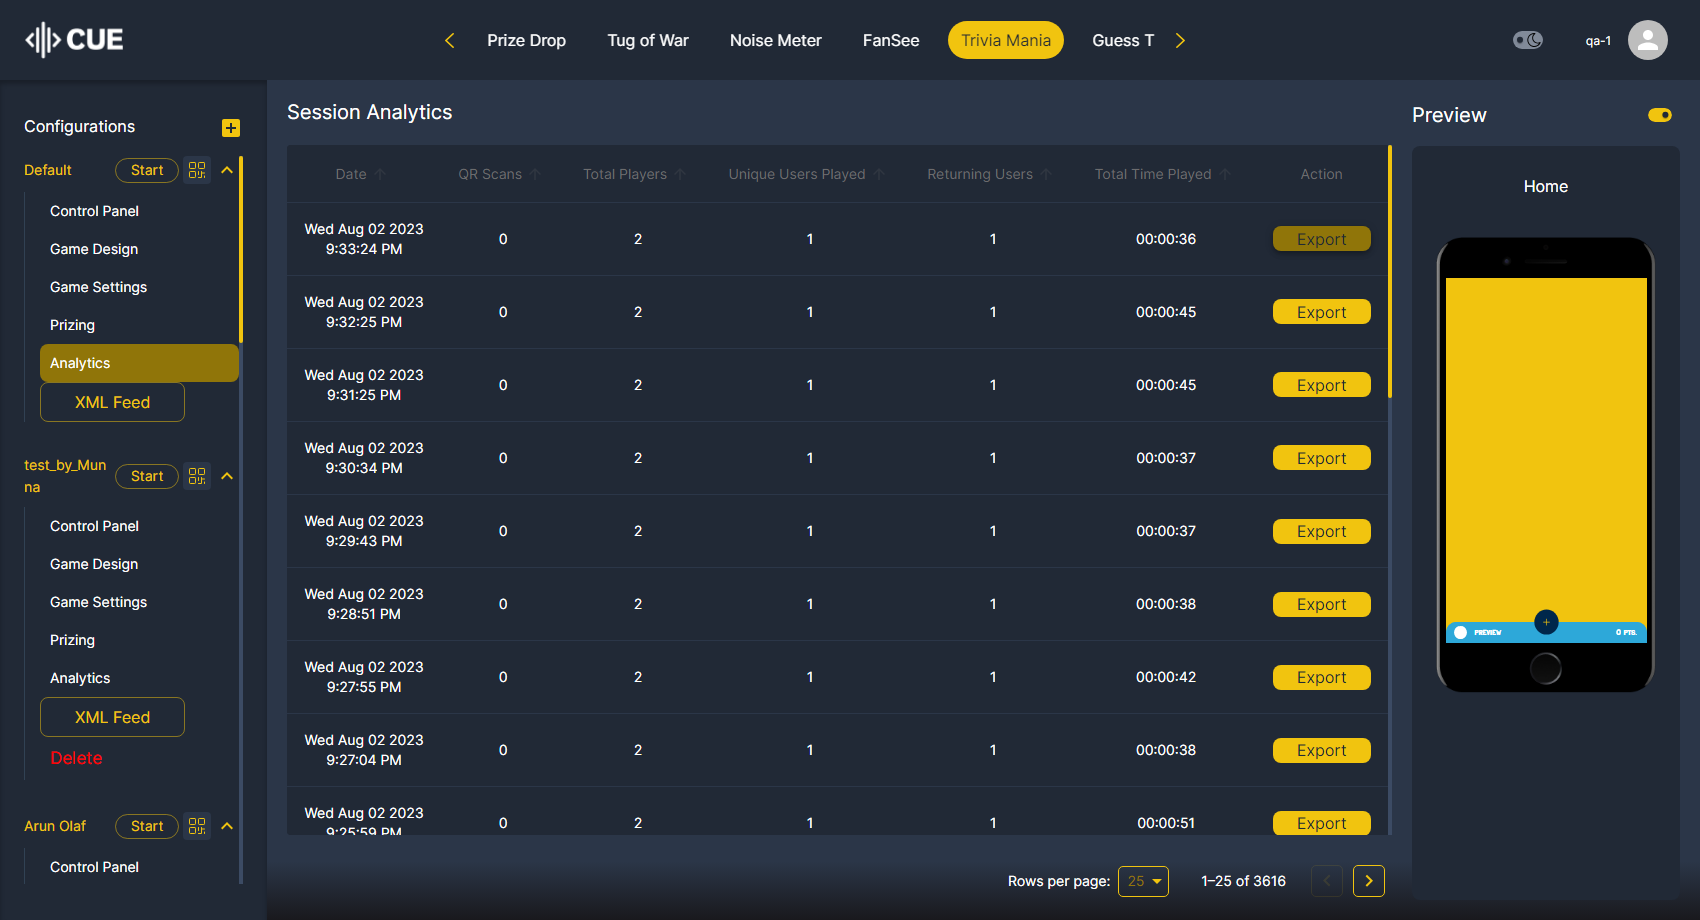 CUE
Prize Drop
Tug of War
Noise Meter
FanSee
Trivia Mania
Guess T
qa-1
Configurations
Default
Start
Control Panel
Game Design
Game Settings
Prizing
Analytics
XML Feed
test_by_Mun
na
Start
Control Panel
Game Design
Game Settings
Prizing
Analytics
XML Feed
Delete
Arun Olaf
Start
Control Panel
Session Analytics
Date QR Scans Total Players Unique Users Played Returning Users Total Time Played Action
Wed Aug 02 2023
9:33:24 PM
0 2 1 1 00:00:36 Export
Wed Aug 02 2023
9:32:25 PM
0 2 1 1 00:00:45 Export
Wed Aug 02 2023
9:31:25 PM
0 2 1 1 00:00:45 Export
Wed Aug 02 2023
9:30:34 PM
0 2 1 1 00:00:37 Export
Wed Aug 02 2023
9:29:43 PM
0 2 1 1 00:00:37 Export
Wed Aug 02 2023
9:28:51 PM
0 2 1 1 00:00:38 Export
Wed Aug 02 2023
9:27:55 PM
0 2 1 1 00:00:42 Export
Wed Aug 02 2023
9:27:04 PM
0 2 1 1 00:00:38 Export
Wed Aug 02 2023
9:25:59 PM
0 2 1 1 00:00:51 Export
Rows per page: 25 1–25 of 3616
Preview
Home
PREVIEW
0 PTS.